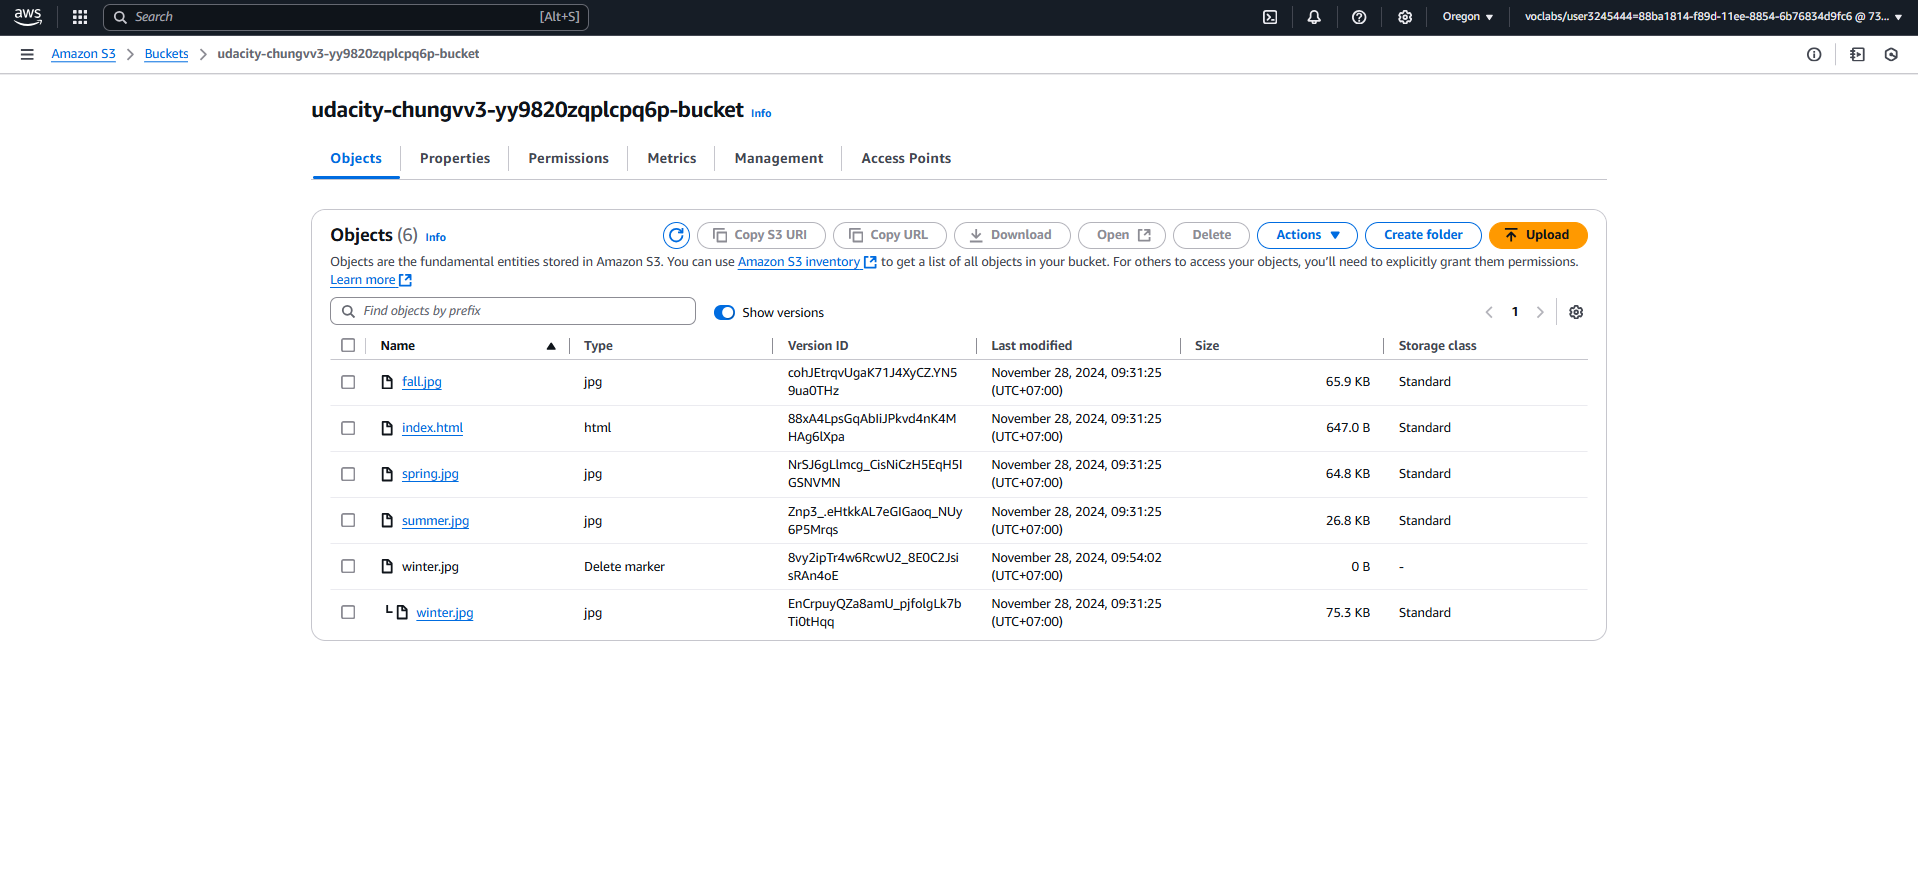 aws
Search [Alt+S]
Oregon ▼
voclabs/user3245444=88ba1814-f89d-11ee-8854-6b76834d9fc6 @ 73... ▼
Amazon S3 > Buckets > udacity-chungvv3-yy9820zqplcpq6p-bucket
udacity-chungvv3-yy9820zqplcpq6p-bucket Info
Objects Properties Permissions Metrics Management Access Points
Objects (6) Info
Copy S3 URI Copy URL Download Open Delete Actions ▼ Create folder Upload
Objects are the fundamental entities stored in Amazon S3. You can use Amazon S3 inventory to get a list of all objects in your bucket. For others to access your objects, you'll need to explicitly grant them permissions.
Learn more
Find objects by prefix
Show versions
< 1 >
Name ▲ Type Version ID Last modified Size Storage class
fall.jpg jpg cohJEtrqvUgaK71J4XyCZ.YN5 November 28, 2024, 09:31:25 65.9 KB Standard
9ua0THz (UTC+07:00)
index.html html 88xA4LpsGqAbIiJPkvd4nK4M November 28, 2024, 09:31:25 647.0 B Standard
HAg6lXpa (UTC+07:00)
spring.jpg jpg NrSJ6gLlmcg_CisNiCzH5EqH5I November 28, 2024, 09:31:25 64.8 KB Standard
GSNVMN (UTC+07:00)
summer.jpg jpg Znp3_.eHtkkAL7eGIGaoq_NUy November 28, 2024, 09:31:25 26.8 KB Standard
6P5Mrqs (UTC+07:00)
winter.jpg Delete marker 8vy2ipTr4w6RcwU2_8E0C2Jsi November 28, 2024, 09:54:02 0 B -
sRAn4oE (UTC+07:00)
winter.jpg jpg EnCrpuyQZa8amU_pjfolgLk7b November 28, 2024, 09:31:25 75.3 KB Standard
Ti0tHqq (UTC+07:00)